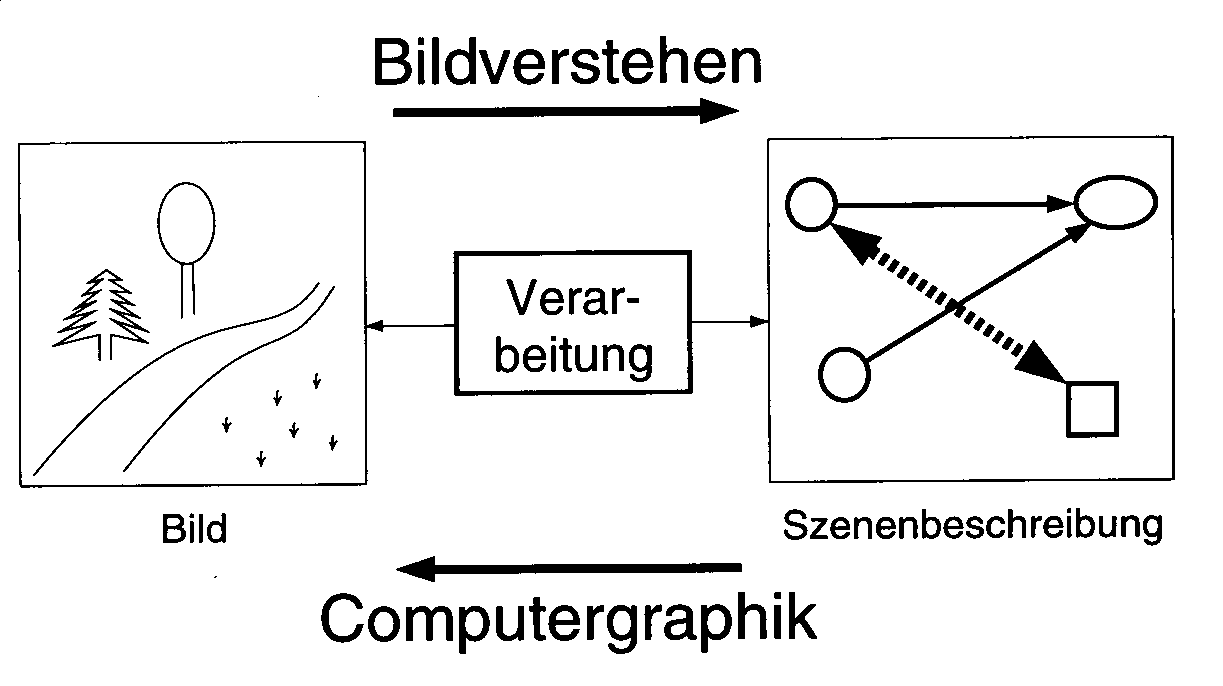 Bildverstehen
Verar-
beitung
Bild
Szenenbeschreibung
Computergraphik